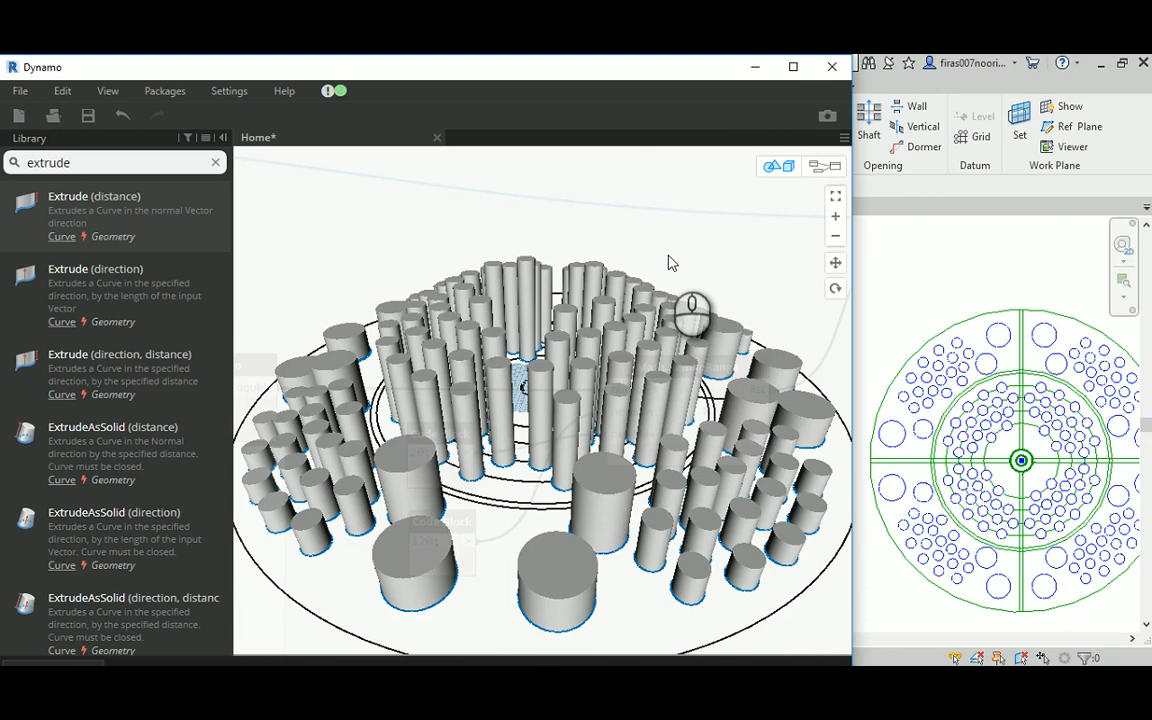 Dynamo
firas007noori...
File Edit View Packages Settings Help
Wall
Show
Level
Shaft
Vertical
Grid
Set
Ref Plane
Dormer
Viewer
Opening
Datum
Work Plane
Library
Home*
extrude
Extrude (distance)
Extrudes a Curve in the normal Vector
direction
Curve Geometry
Extrude (direction)
Extrudes a Curve in the specified
direction, by the length of the input
Vector
Curve Geometry
Extrude (direction, distance)
Extrudes a Curve in the specified
direction, by the specified distance
Curve Geometry
ExtrudeAsSolid (distance)
Extrudes a Curve in the Normal
direction by the specified distance.
Curve must be closed.
Curve Geometry
ExtrudeAsSolid (direction)
Extrudes a Curve in the specified
direction, by the length of the input
Vector. Curve must be closed.
Curve Geometry
ExtrudeAsSolid (direction, distanc
Extrudes a Curve in the specified
direction, by the specified distance.
Curve must be closed.
Curve Geometry
Code Block
120;
:0